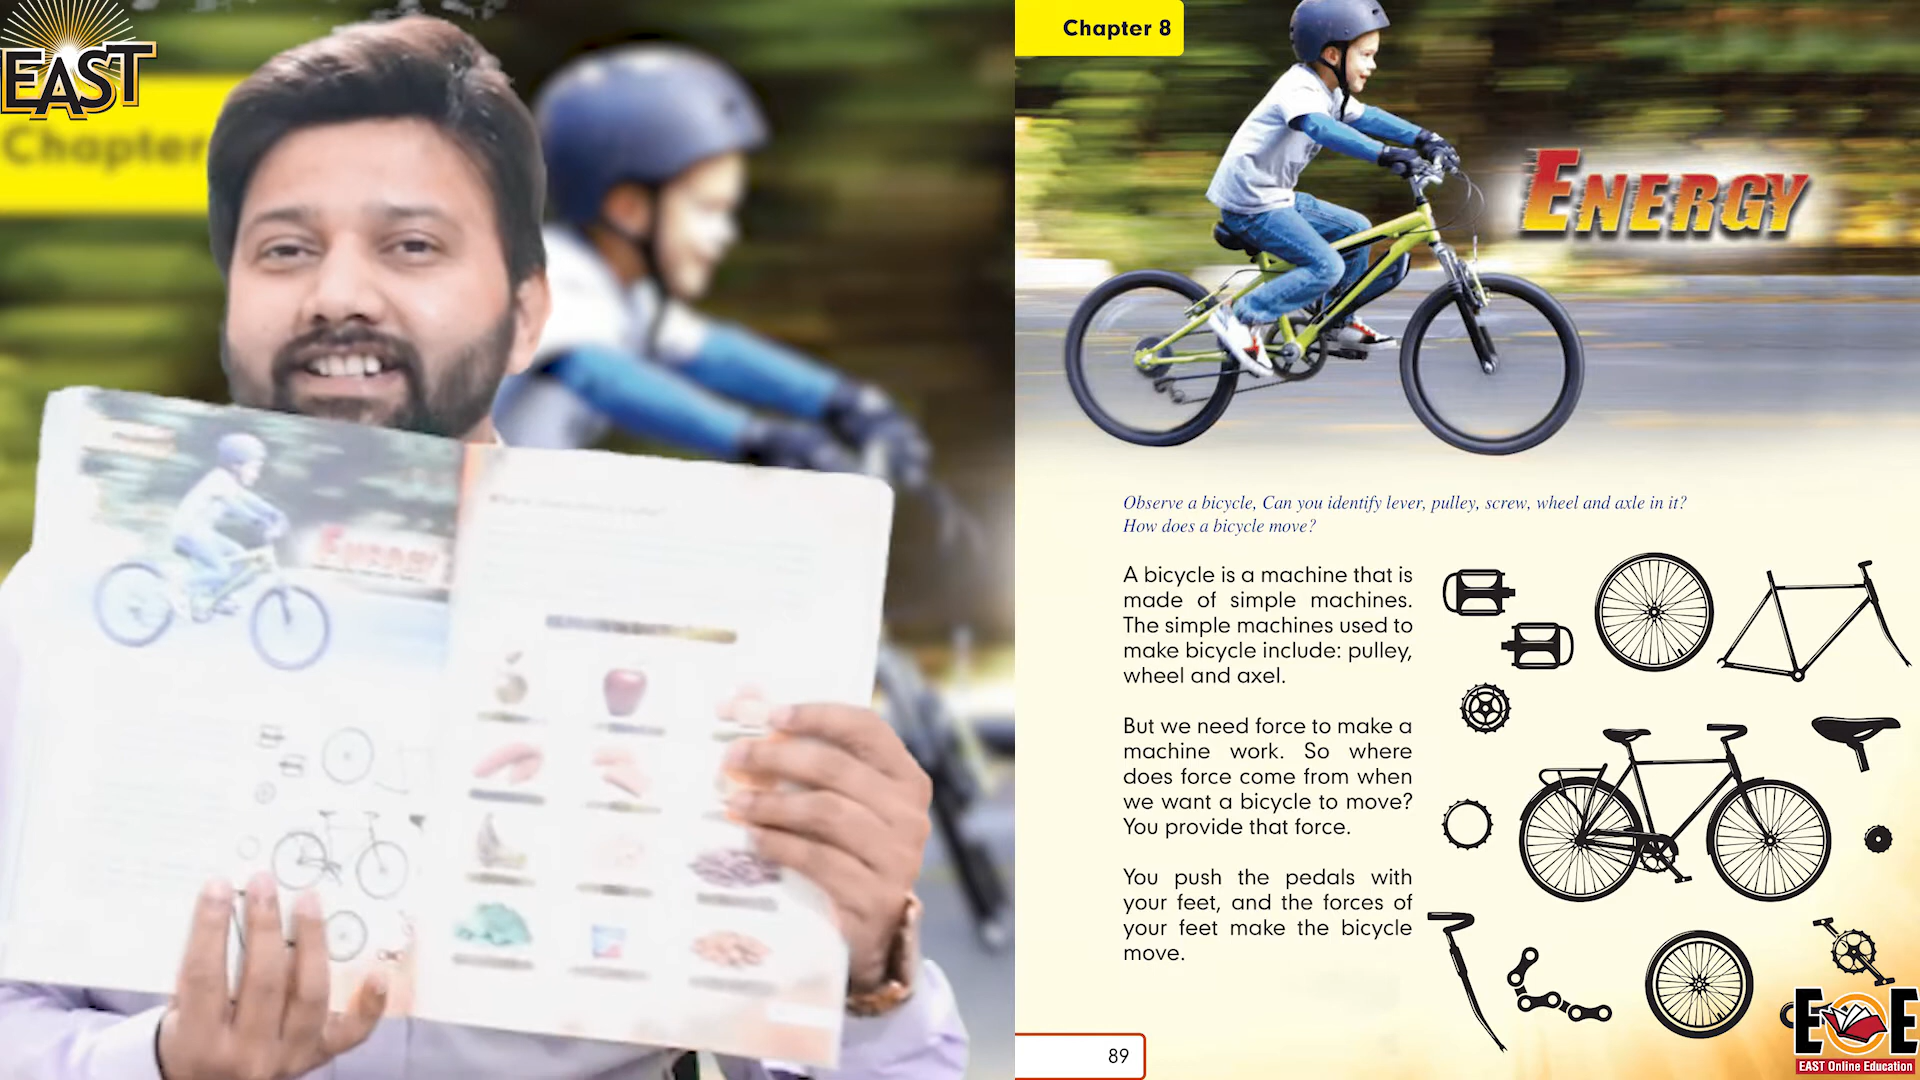 EAST
Chapter
Energy
Chapter 8
ENERGY
Observe a bicycle, Can you identify lever, pulley, screw, wheel and axle in it?
How does a bicycle move?
A bicycle is a machine that is
made of simple machines.
The simple machines used to
make bicycle include: pulley,
wheel and axel.
But we need force to make a
machine work. So where
does force come from when
we want a bicycle to move?
You provide that force.
You push the pedals with
your feet, and the forces of
your feet make the bicycle
move.
89
EOE
EAST Online Education